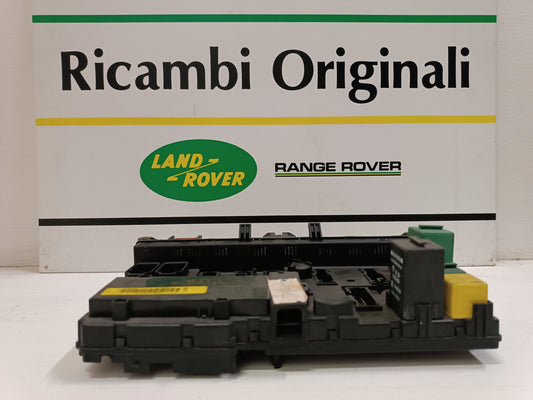 Ricambi Originali
LAND
ROVER
RANGE ROVER